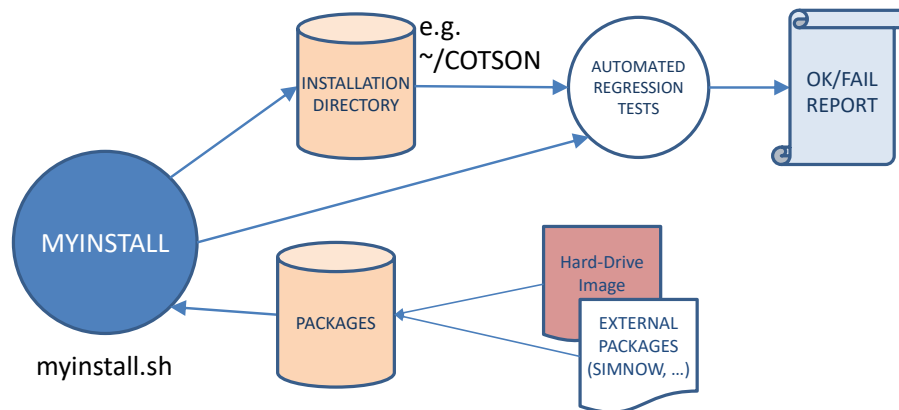 e.g.
~/COTSON
INSTALLATION
DIRECTORY
AUTOMATED
REGRESSION
TESTS
OK/FAIL
REPORT
MYINSTALL
myinstall.sh
PACKAGES
Hard-Drive
Image
EXTERNAL
PACKAGES
(SIMNOW, ...)